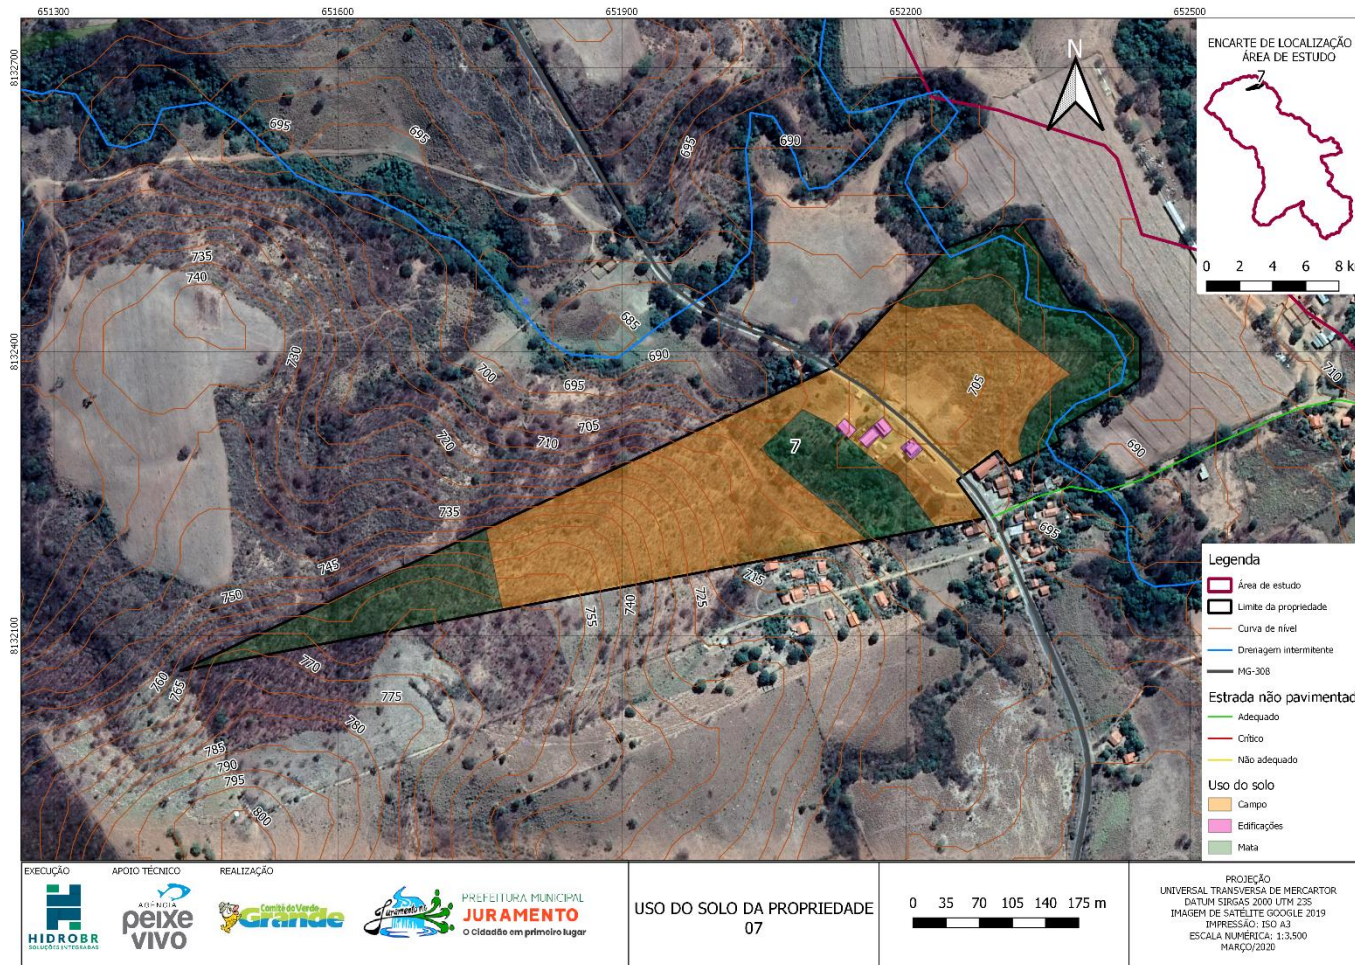 651300
651600
651900
652200
652500
8132700
8132400
8132100
N
ENCARTE DE LOCALIZAÇÃO
ÁREA DE ESTUDO
7
0 2 4 6 8 k
695
695
695
690
735
740
730
685
690
700
695
705
710
720
705
710
7
690
735
745
750
695
715
725
740
755
770
760
765
775
780
785
790
795
800
Legenda
Área de estudo
Limite da propriedade
Curva de nível
Drenagem intermitente
MG-308
Estrada não pavimentad
Adequado
Crítico
Não adequado
Uso do solo
Campo
Edificações
Mata
EXECUÇÃO
HIDROBR
SOLUÇÕES INTEGRADAS
APOIO TÉCNICO
AGÊNCIA
peixe
vivo
REALIZAÇÃO
Comitê do Verde
Grande
Juramento MG
PREFEITURA MUNICIPAL
JURAMENTO
O Cidadão em primeiro lugar
USO DO SOLO DA PROPRIEDADE
07
0 35 70 105 140 175 m
PROJEÇÃO
UNIVERSAL TRANSVERSA DE MERCARTOR
DATUM SIRGAS 2000 UTM 23S
IMAGEM DE SATÉLITE GOOGLE 2019
IMPRESSÃO: ISO A3
ESCALA NUMÉRICA: 1:3.500
MARÇO/2020